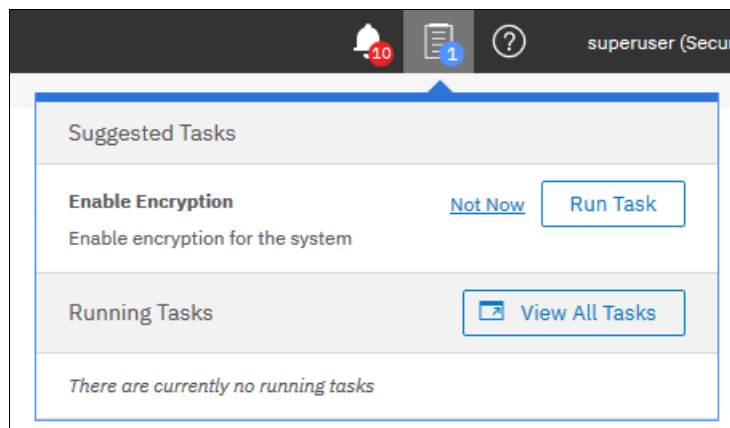 10
1
?
superuser (Secu
Suggested Tasks
Enable Encryption
Not Now
Run Task
Enable encryption for the system
Running Tasks
View All Tasks
There are currently no running tasks